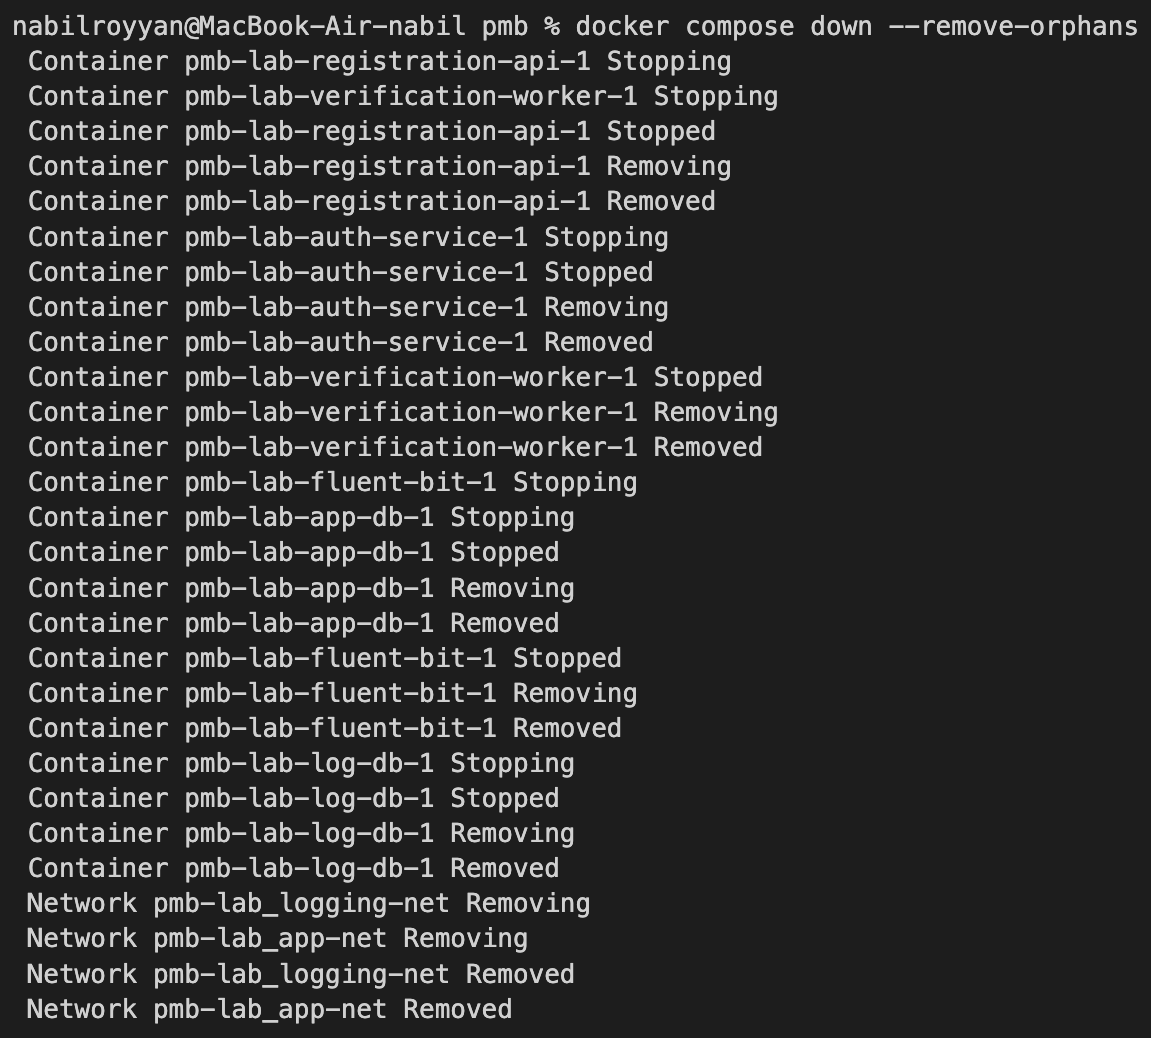 nabilroyyan@MacBook-Air-nabil pmb % docker compose down --remove-orphans
Container pmb-lab-registration-api-1 Stopping
Container pmb-lab-verification-worker-1 Stopping
Container pmb-lab-registration-api-1 Stopped
Container pmb-lab-registration-api-1 Removing
Container pmb-lab-registration-api-1 Removed
Container pmb-lab-auth-service-1 Stopping
Container pmb-lab-auth-service-1 Stopped
Container pmb-lab-auth-service-1 Removing
Container pmb-lab-auth-service-1 Removed
Container pmb-lab-verification-worker-1 Stopped
Container pmb-lab-verification-worker-1 Removing
Container pmb-lab-verification-worker-1 Removed
Container pmb-lab-fluent-bit-1 Stopping
Container pmb-lab-app-db-1 Stopping
Container pmb-lab-app-db-1 Stopped
Container pmb-lab-app-db-1 Removing
Container pmb-lab-app-db-1 Removed
Container pmb-lab-fluent-bit-1 Stopped
Container pmb-lab-fluent-bit-1 Removing
Container pmb-lab-fluent-bit-1 Removed
Container pmb-lab-log-db-1 Stopping
Container pmb-lab-log-db-1 Stopped
Container pmb-lab-log-db-1 Removing
Container pmb-lab-log-db-1 Removed
Network pmb-lab_logging-net Removing
Network pmb-lab_app-net Removing
Network pmb-lab_logging-net Removed
Network pmb-lab_app-net Removed